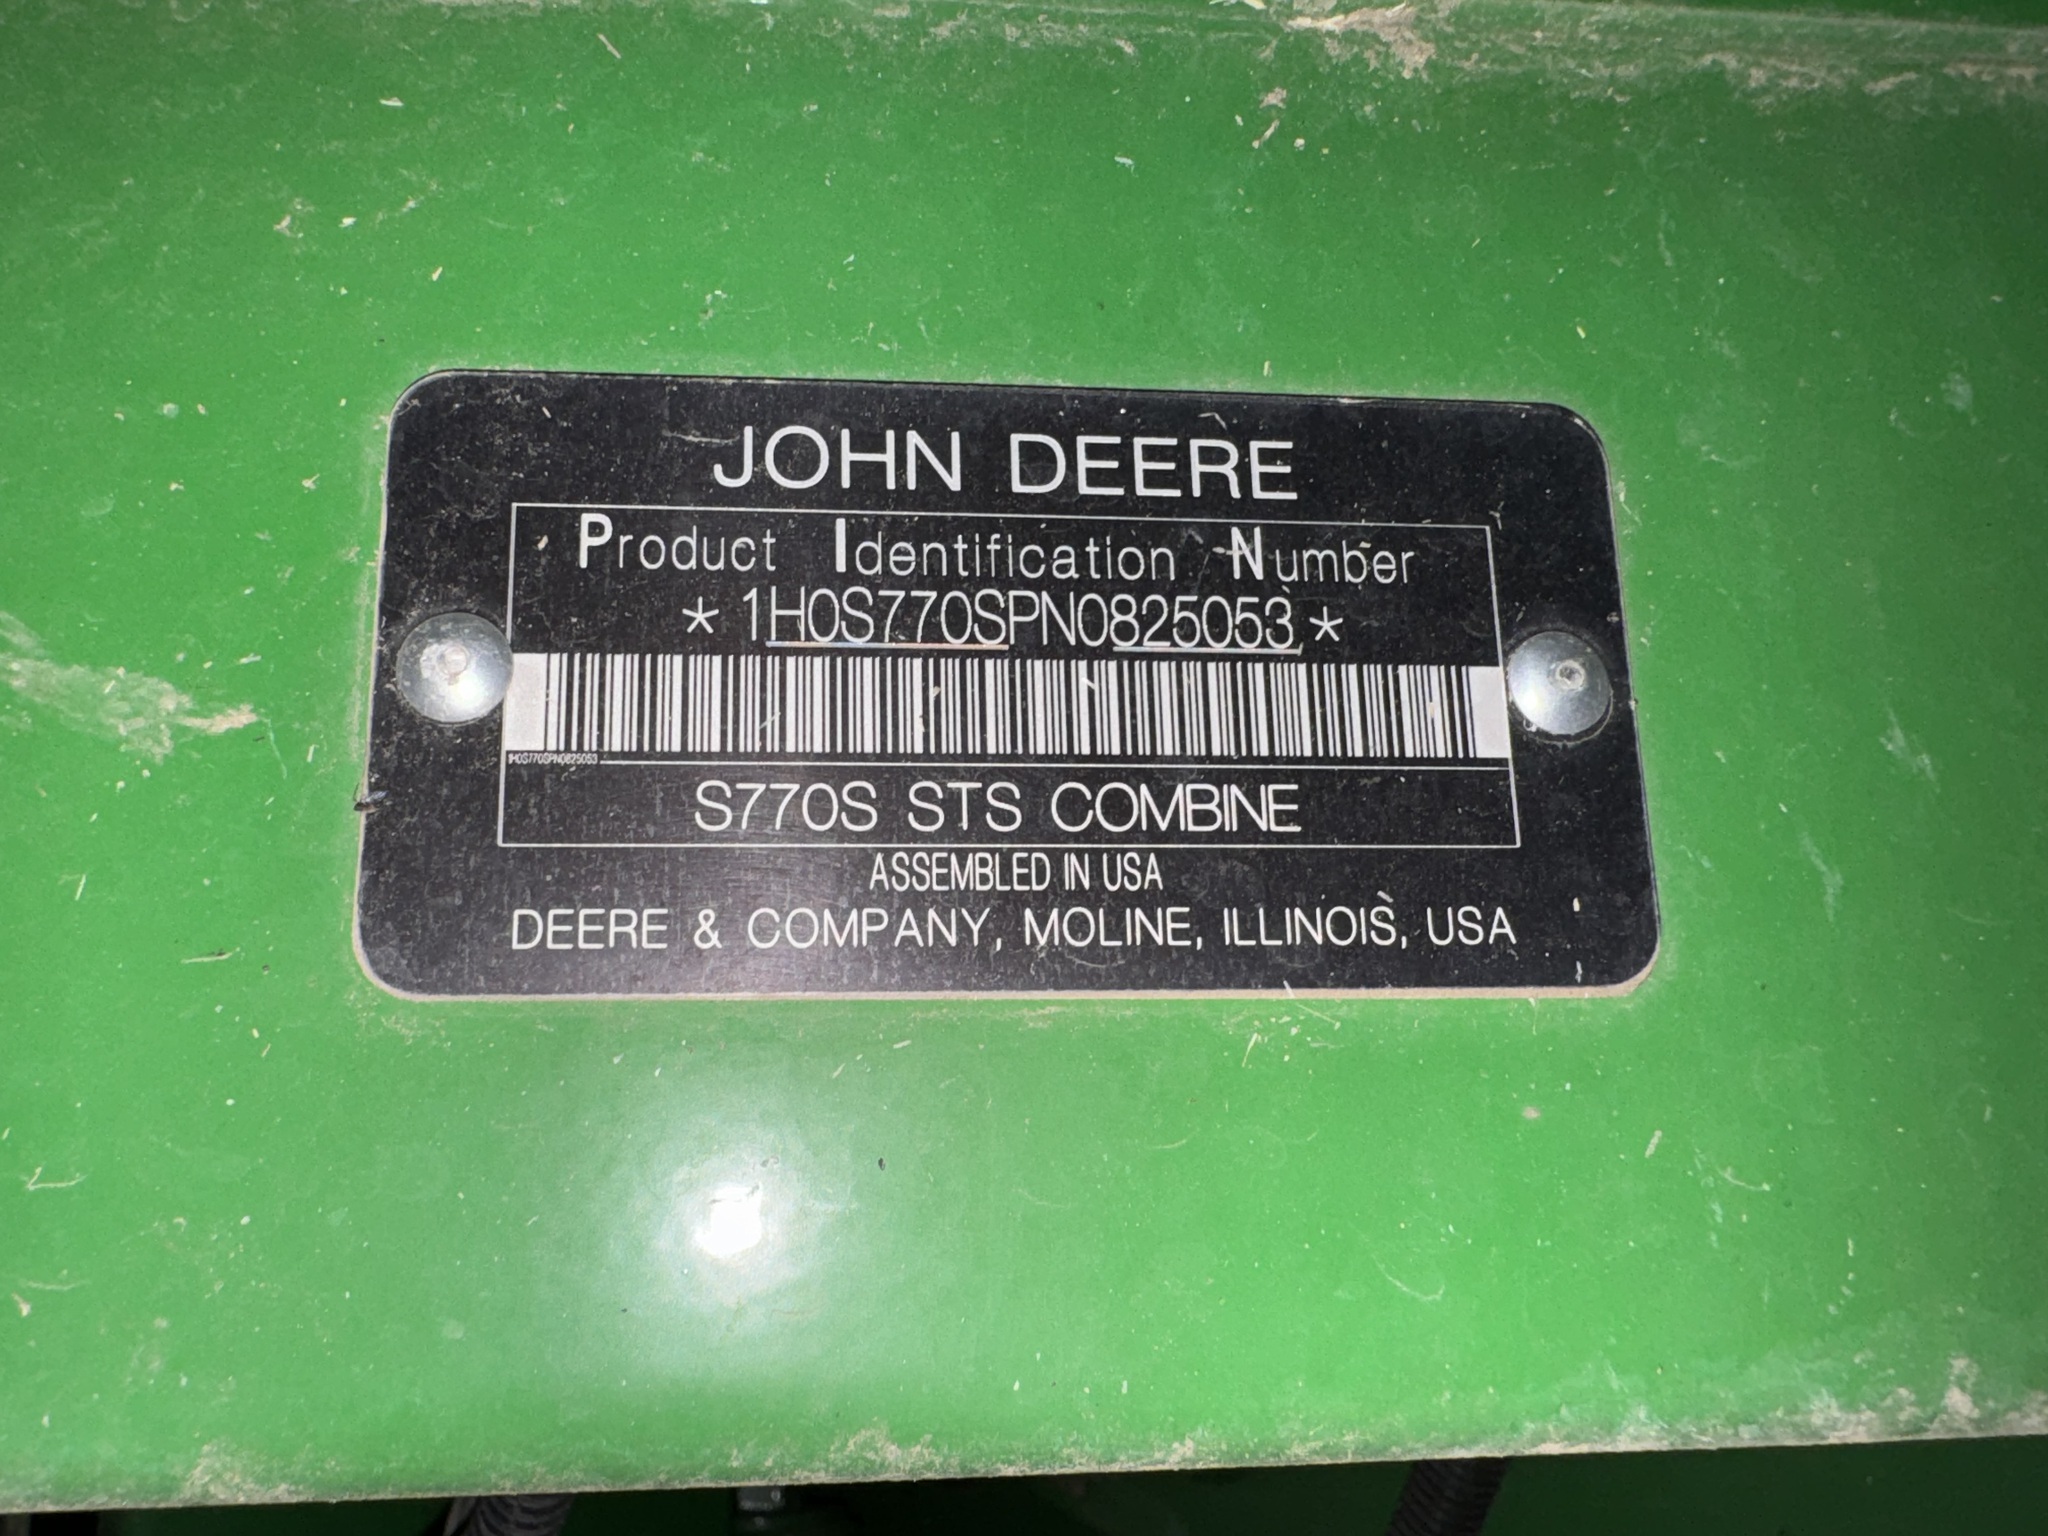 JOHN DEERE
Product Identification Number
*1H0S770SPN0825053*
1H0S770SPN0825053
S770S STS COMBINE
ASSEMBLED IN USA
DEERE & COMPANY, MOLINE, ILLINOIS, USA